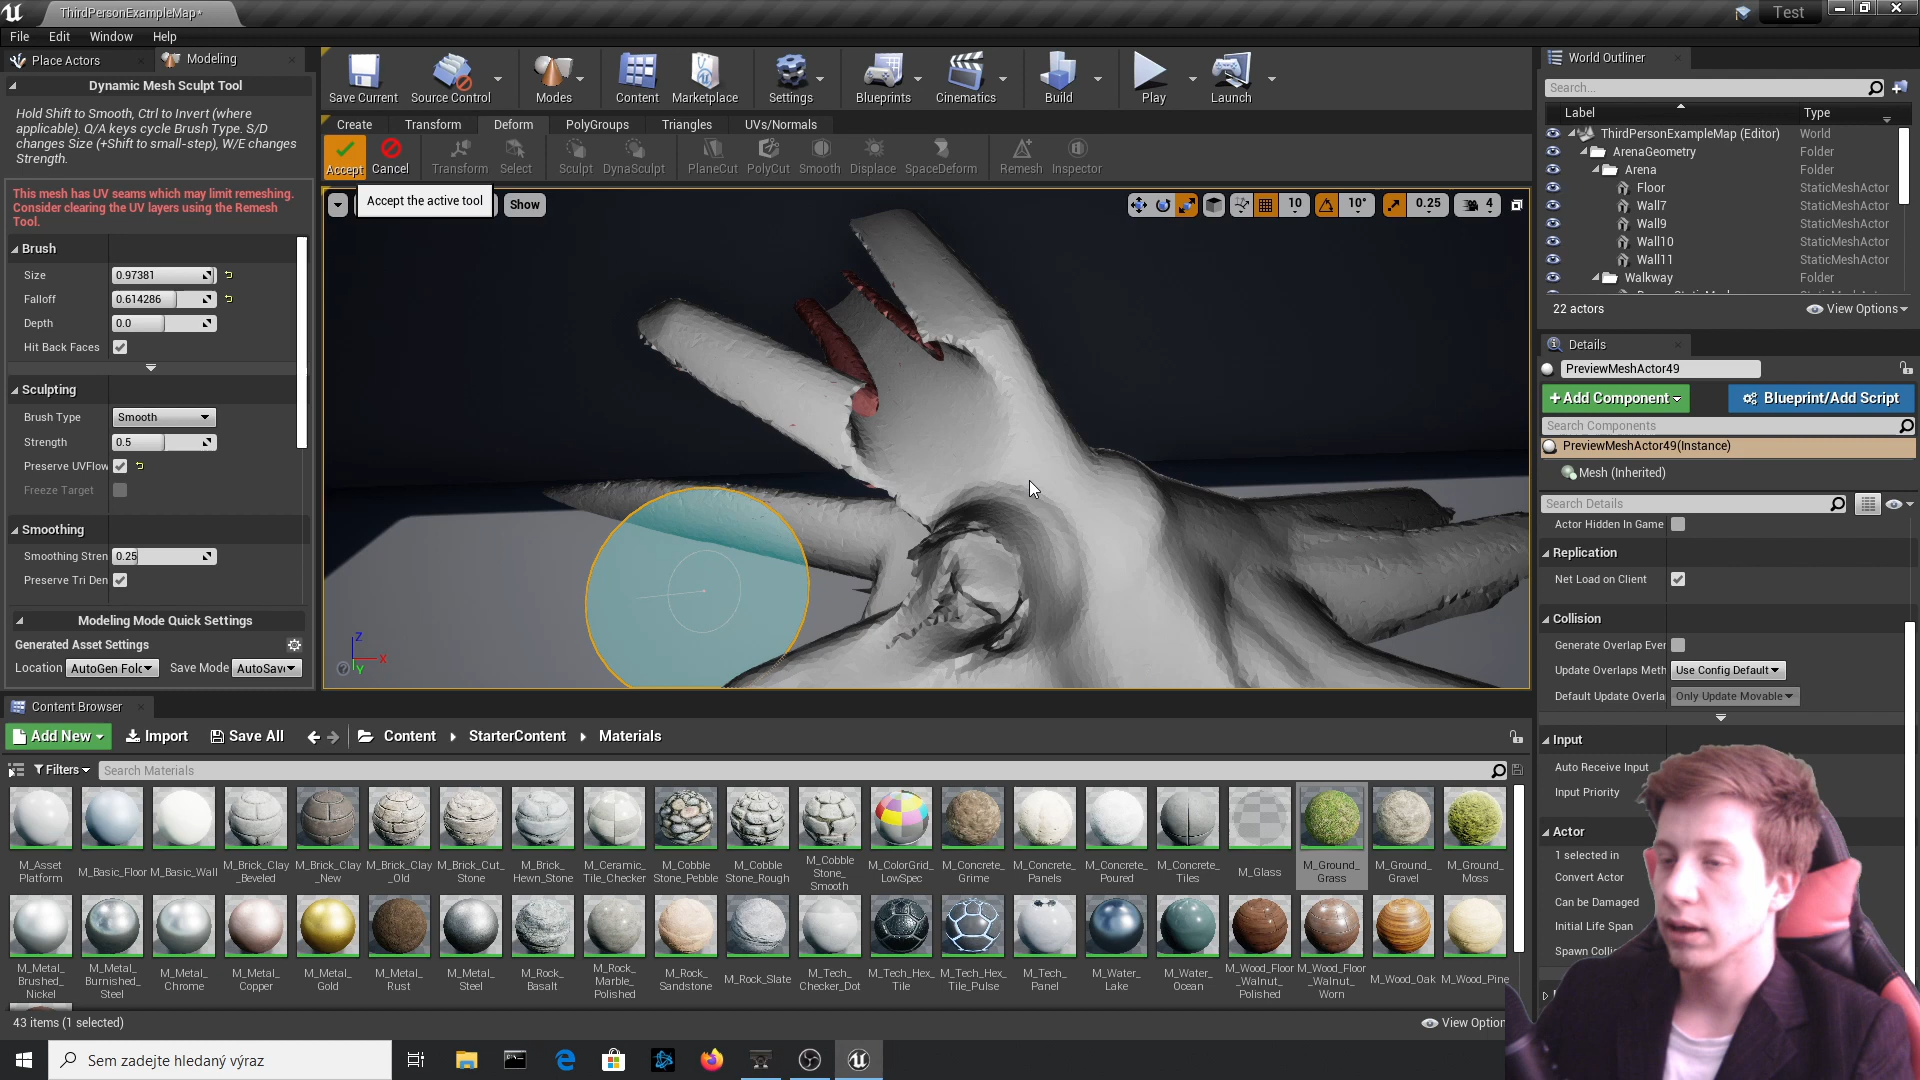 ThirdPersonExampleMap*
Test
File Edit Window Help
Place Actors
Modeling
Dynamic Mesh Sculpt Tool
Hold Shift to Smooth, Ctrl to Invert (where
applicable). Q/A keys cycle Brush Type. S/D
changes Size (+Shift to small-step), W/E changes
Strength.
This mesh has UV seams which may limit remeshing.
Consider clearing the UV layers using the Remesh
Tool.
Brush
Size 0.97381
Falloff 0.614286
Depth 0.0
Hit Back Faces
Sculpting
Brush Type Smooth
Strength 0.5
Preserve UVFlow
Freeze Target
Smoothing
Smoothing Stren 0.25
Preserve Tri Den
Modeling Mode Quick Settings
Generated Asset Settings
Location AutoGen Fold Save Mode AutoSav
Save Current Source Control Modes Content Marketplace Settings Blueprints Cinematics Build Play Launch
Create Transform Deform PolyGroups Triangles UVs/Normals
Accept Cancel Transform Select Sculpt DynaSculpt PlaneCut PolyCut Smooth Displace SpaceDeform Remesh Inspector
Accept the active tool
Show
10 10° 0.25 4
Z
X
Y
World Outliner
Search...
Label Type
ThirdPersonExampleMap (Editor) World
ArenaGeometry Folder
Arena Folder
Floor StaticMeshActor
Wall7 StaticMeshActor
Wall9 StaticMeshActor
Wall10 StaticMeshActor
Wall11 StaticMeshActor
Walkway Folder
22 actors View Options
Details
PreviewMeshActor49
+Add Component Blueprint/Add Script
Search Components
PreviewMeshActor49(Instance)
Mesh (Inherited)
Search Details
Actor Hidden In Game
Replication
Net Load on Client
Collision
Generate Overlap Ever
Update Overlaps Meth Use Config Default
Default Update Overla Only Update Movable
Input
Auto Receive Input
Input Priority
Actor
1 selected in
Convert Actor
Can be Damaged
Initial Life Span
Spawn Collis
Content Browser
Add New Import Save All Content StarterContent Materials
Filters Search Materials
M_Asset
Platform
M_Basic_Floor
M_Basic_Wall
M_Brick_Clay
_Beveled
M_Brick_Clay
_New
M_Brick_Clay
_Old
M_Brick_Cut_
Stone
M_Brick_
Hewn_Stone
M_Ceramic_
Tile_Checker
M_Cobble
Stone_Pebble
M_Cobble
Stone_Rough
M_Cobble
Stone_
Smooth
M_ColorGrid_
LowSpec
M_Concrete_
Grime
M_Concrete_
Panels
M_Concrete_
Poured
M_Concrete_
Tiles
M_Glass
M_Ground_
Grass
M_Ground_
Gravel
M_Ground_
Moss
M_Metal_
Brushed_
Nickel
M_Metal_
Burnished_
Steel
M_Metal_
Chrome
M_Metal_
Copper
M_Metal_
Gold
M_Metal_
Rust
M_Metal_
Steel
M_Rock_
Basalt
M_Rock_
Marble_
Polished
M_Rock_
Sandstone
M_Rock_Slate
M_Tech_
Checker_Dot
M_Tech_Hex_
Tile
M_Tech_Hex_
Tile_Pulse
M_Tech_
Panel
M_Water_
Lake
M_Water_
Ocean
M_Wood_Floor
_Walnut_
Polished
M_Wood_Floor
_Walnut_
Worn
M_Wood_Oak
M_Wood_Pine
43 items (1 selected) View Option
Sem zadejte hledaný výraz